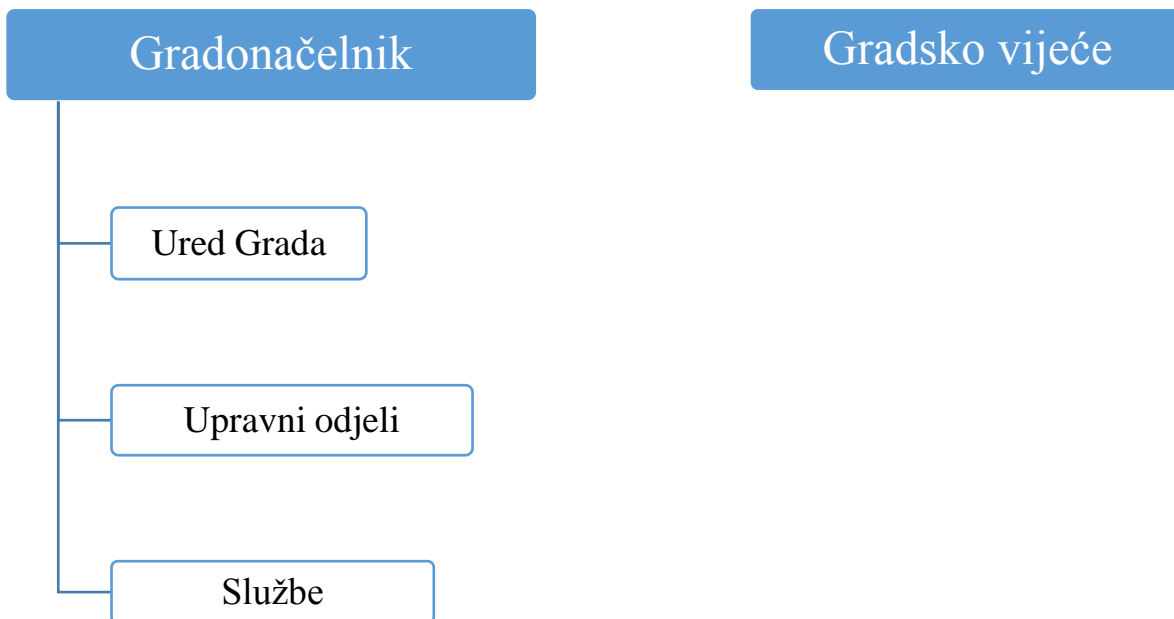 Gradonačelnik
Gradsko vijeće
Ured Grada
Upravni odjeli
Službe